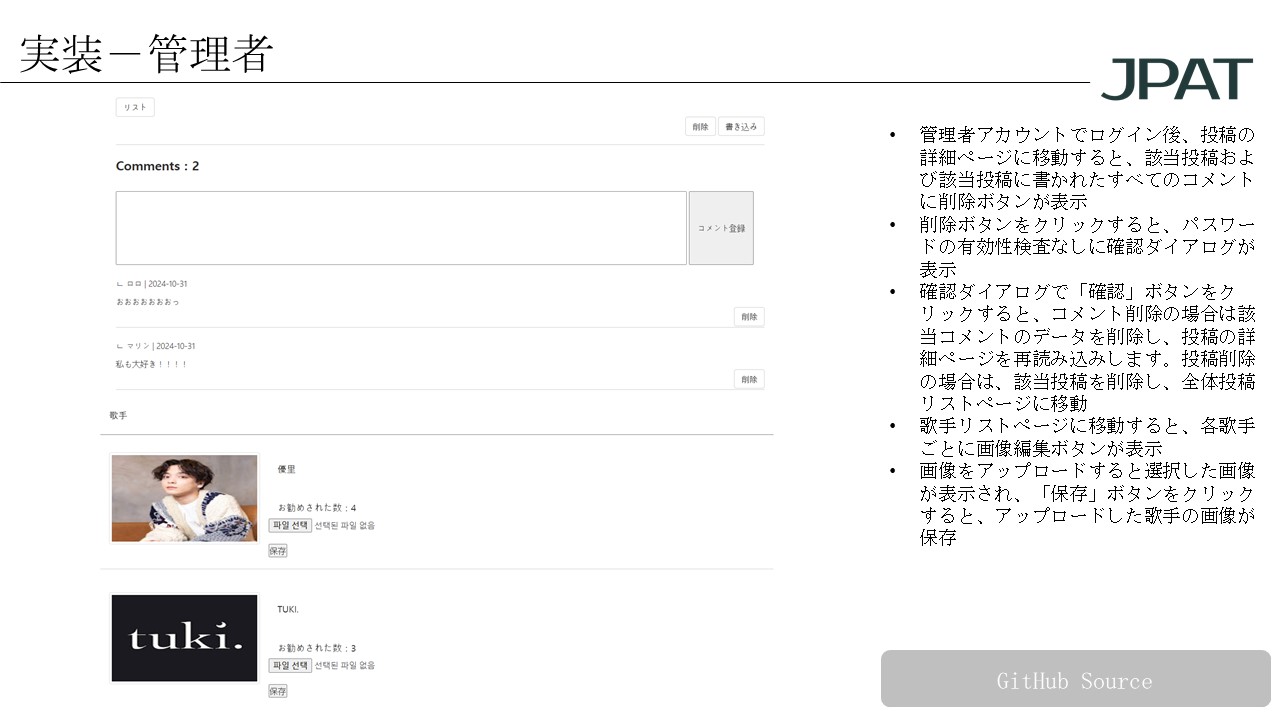 実装－管理者
JPAT
リスト
削除 書き込み
Comments : 2
コメント登録
ㄴ ロロ | 2024-10-31
おおおおおおおっ
削除
ㄴ マリン | 2024-10-31
私も大好き！！！！
削除
歌手
優里
お勧めされた数 : 4
파일 선택 선택된 파일 없음
保存
tuki.
TUKI.
お勧めされた数 : 3
파일 선택 선택된 파일 없음
保存
• 管理者アカウントでログイン後、投稿の
詳細ページに移動すると、該当投稿およ
び該当投稿に書かれたすべてのコメント
に削除ボタンが表示
• 削除ボタンをクリックすると、パスワー
ドの有効性検査なしに確認ダイアログが
表示
• 確認ダイアログで「確認」ボタンをク
リックすると、コメント削除の場合は該
当コメントのデータを削除し、投稿の詳
細ページを再読み込みします。投稿削除
の場合は、該当投稿を削除し、全体投稿
リストページに移動
• 歌手リストページに移動すると、各歌手
ごとに画像編集ボタンが表示
• 画像をアップロードすると選択した画像
が表示され、「保存」ボタンをクリック
すると、アップロードした歌手の画像が
保存
GitHub Source